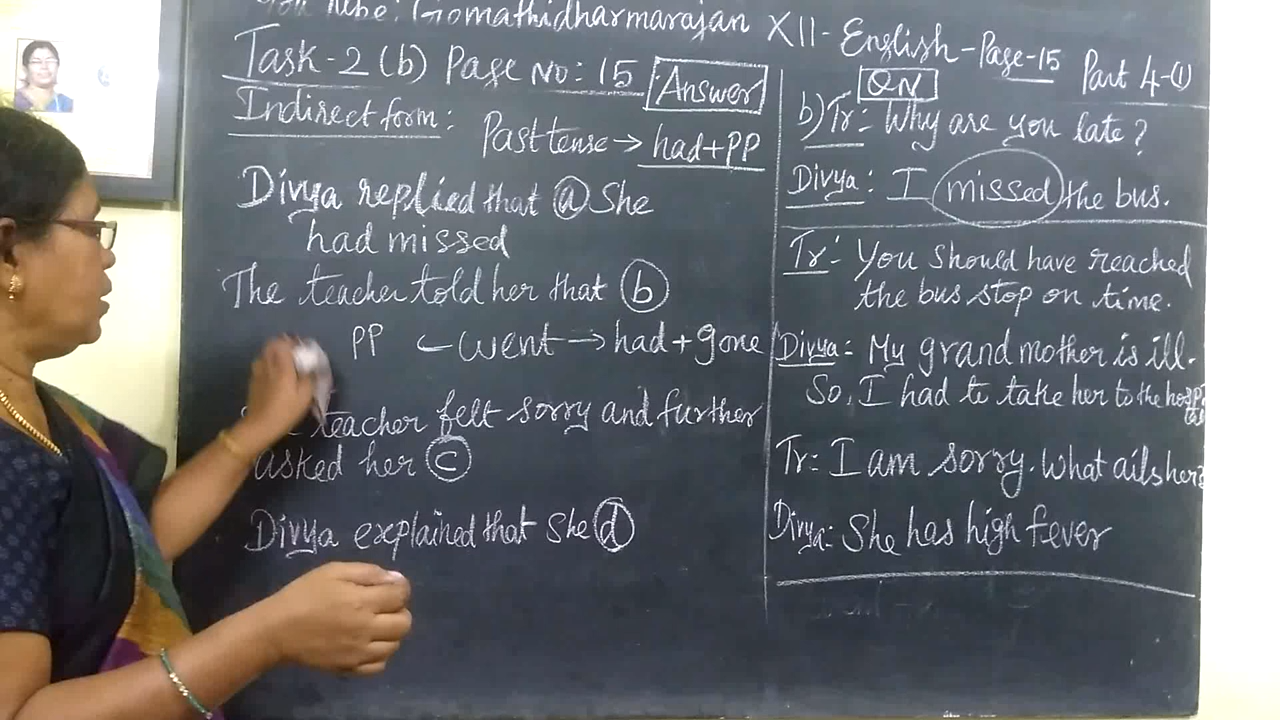 You tube: Gomathidharmarajan XII - English - Page-15 Part 4-(1)
Task-2 (b) Page No: 15 Answer
Indirect form: Past tense → had+PP
Divya replied that (a) She
had missed
The teacher told her that (b)
PP ← went → had + gone
teacher felt sorry and further
asked her (c)
Divya explained that she (d)
QN
b) Tr: Why are you late?
Divya: I missed the bus.
Tr: You should have reached
the bus stop on time.
Divya: My grandmother is ill.
So, I had to take her to the hospi
Tr: I am sorry. What ails her?
Divya: She has high fever